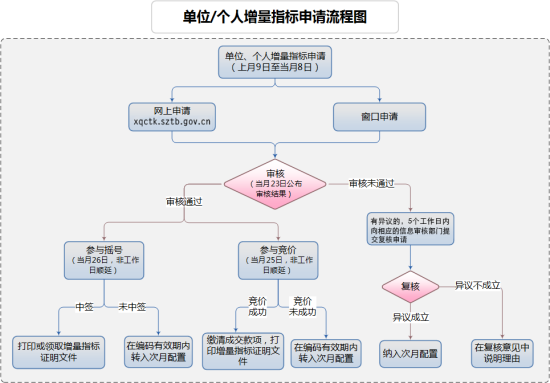 单位/个人增量指标申请流程图
单位、个人增量指标申请
（上月9日至当月8日）
网上申请
xqctk.sztb.gov.cn
窗口申请
审核
（当月23日公布
审核结果）
审核通过
审核未通过
有异议的，5个工作日内
向相应的信息审核部门提
交复核申请
参与摇号
（当月26日，非工作
日顺延）
参与竞价
（当月25日，非工作
日顺延）
复核
中签
未中签
竞价
成功
竞价
未成功
异议成立
异议不成立
打印或领取增量指标
证明文件
在编码有效期内
转入次月配置
缴清成交款项，打
印增量指标证明文
件
在编码有效期内
转入次月配置
纳入次月配置
在复核意见中
说明理由